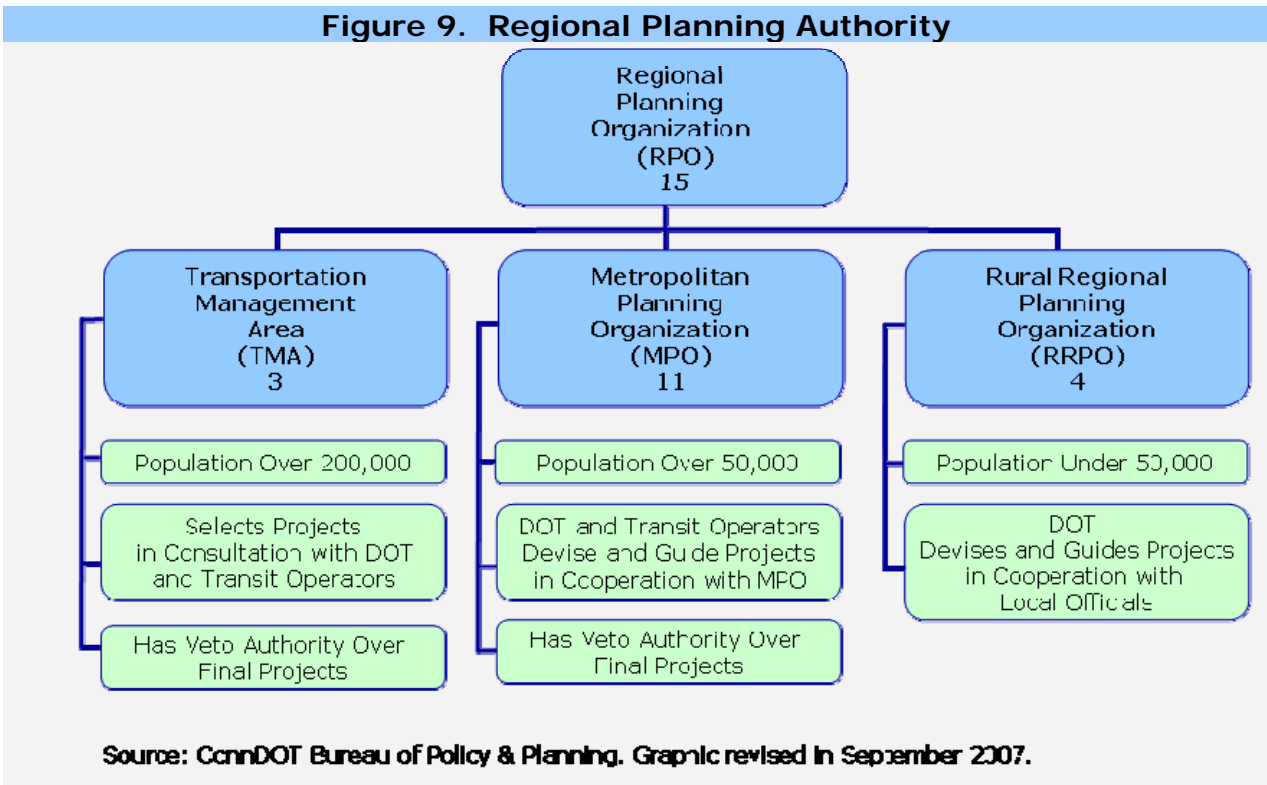 Figure 9. Regional Planning Authority
Regional
Planning
Organization
(RPO)
15
Transportation
Management
Area
(TMA)
3
Population Over 200,000
Selects Projects
in Consultation with DOT
and Transit Operators
Has Veto Authority Over
Final Projects
Metropolitan
Planning
Organization
(MPO)
11
Population Over 50,000
DOT and Transit Operators
Devise and Guide Projects
in Cooperation with MPO
Has Veto Authority Over
Final Projects
Rural Regional
Planning
Organization
(RRPO)
4
Population Under 50,000
DOT
Devises and Guides Projects
in Cooperation with
Local Officials
Source: ConnDOT Bureau of Policy & Planning. Graphic revised in September 2007.